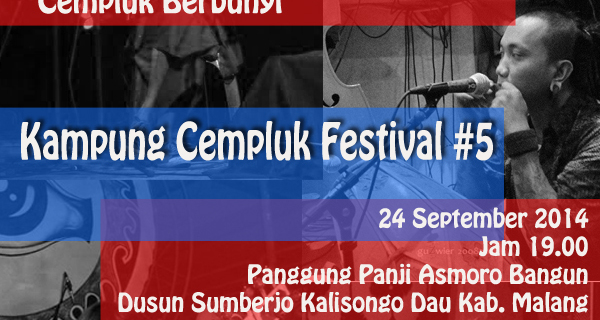 Cempluk Berbunyi
Kampung Cempluk Festival #5
24 September 2014
Jam 19.00
Panggung Panji Asmoro Bangun
Dusun Sumberjo Kalisongo Dau Kab. Malang